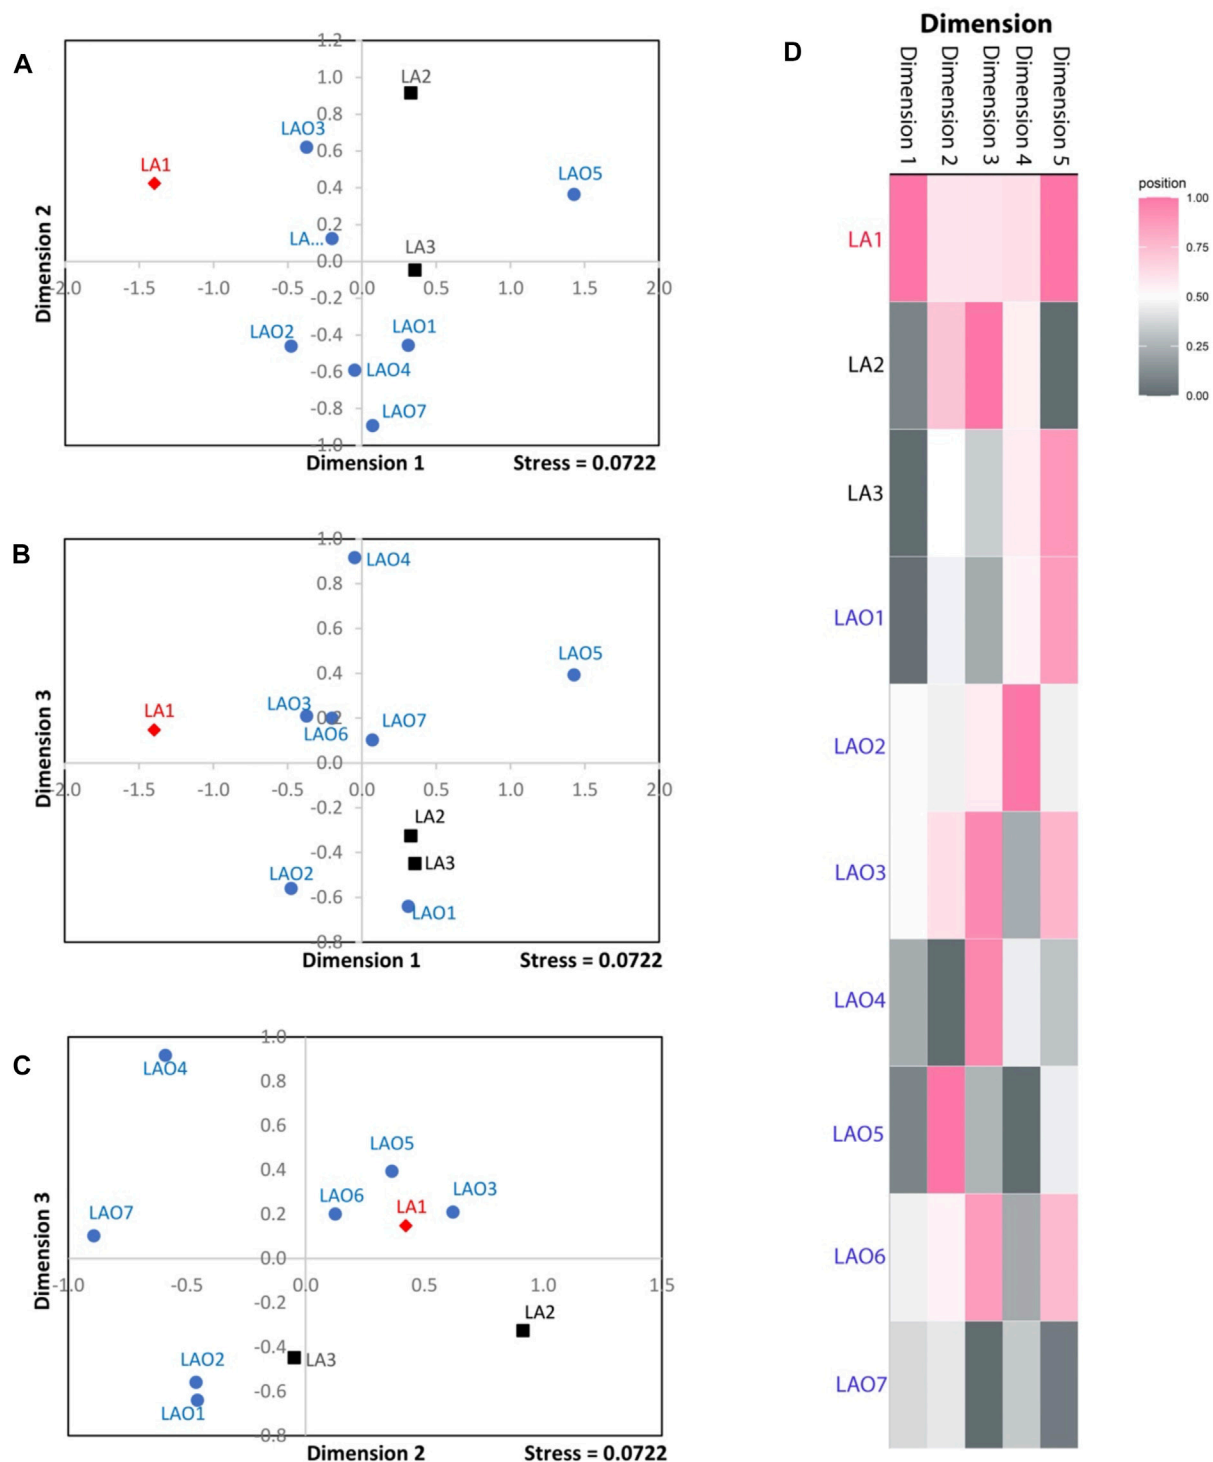 A
1.2
1.0
0.8
0.6
0.4
0.2
0.0
-0.2
-0.4
-0.6
-0.8
-1.0
-2.0 -1.5 -1.0 -0.5 0.0 0.5 1.0 1.5 2.0
LA2
LAO3
LA1
LAO5
LA...
LA3
LAO2
LAO1
LAO4
LAO7
Dimension 2
Dimension 1
Stress = 0.0722
B
1.0
0.8
0.6
0.4
0.2
0.0
-0.2
-0.4
-0.6
-0.8
-2.0 -1.5 -1.0 -0.5 0.0 0.5 1.0 1.5 2.0
LAO4
LAO5
LAO3
LA1
LAO6
LAO7
LA2
LA3
LAO2
LAO1
Dimension 3
Dimension 1
Stress = 0.0722
C
1.0
0.8
0.6
0.4
0.2
0.0
-0.2
-0.4
-0.6
-0.8
-1.0 -0.5 0.0 0.5 1.0 1.5
LAO4
LAO5
LAO6
LAO3
LA1
LAO7
LA2
LA3
LAO2
LAO1
Dimension 3
Dimension 2
Stress = 0.0722
D
Dimension
Dimension 1
Dimension 2
Dimension 3
Dimension 4
Dimension 5
LA1
LA2
LA3
LAO1
LAO2
LAO3
LAO4
LAO5
LAO6
LAO7
position
1.00
0.75
0.50
0.25
0.00